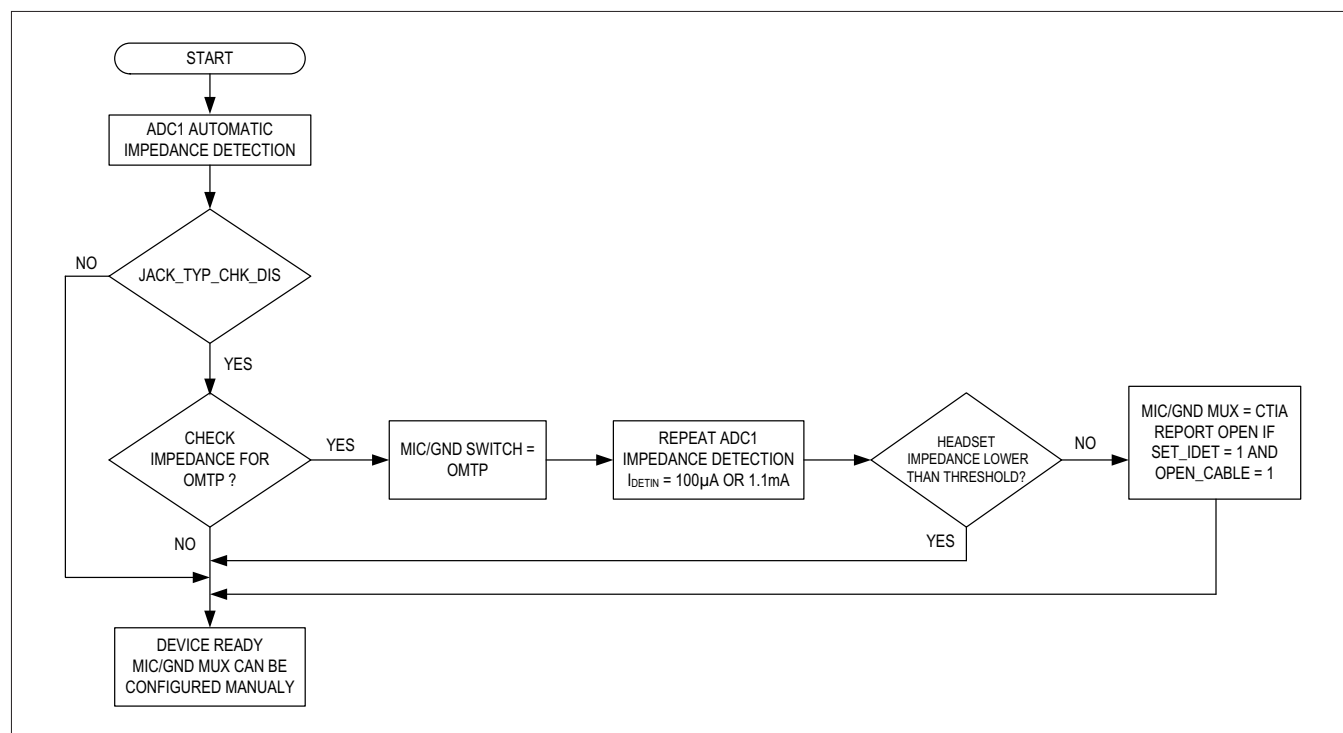 START
ADC1 AUTOMATIC
IMPEDANCE DETECTION
NO
JACK_TYP_CHK_DIS
YES
CHECK
IMPEDANCE FOR
OMTP ?
YES
NO
MIC/GND SWITCH =
OMTP
REPEAT ADC1
IMPEDANCE DETECTION
IDETIN = 100µA OR 1.1mA
HEADSET
IMPEDANCE LOWER
THAN THRESHOLD?
NO
YES
MIC/GND MUX = CTIA
REPORT OPEN IF
SET_IDET = 1 AND
OPEN_CABLE = 1
DEVICE READY
MIC/GND MUX CAN BE
CONFIGURED MANUALY